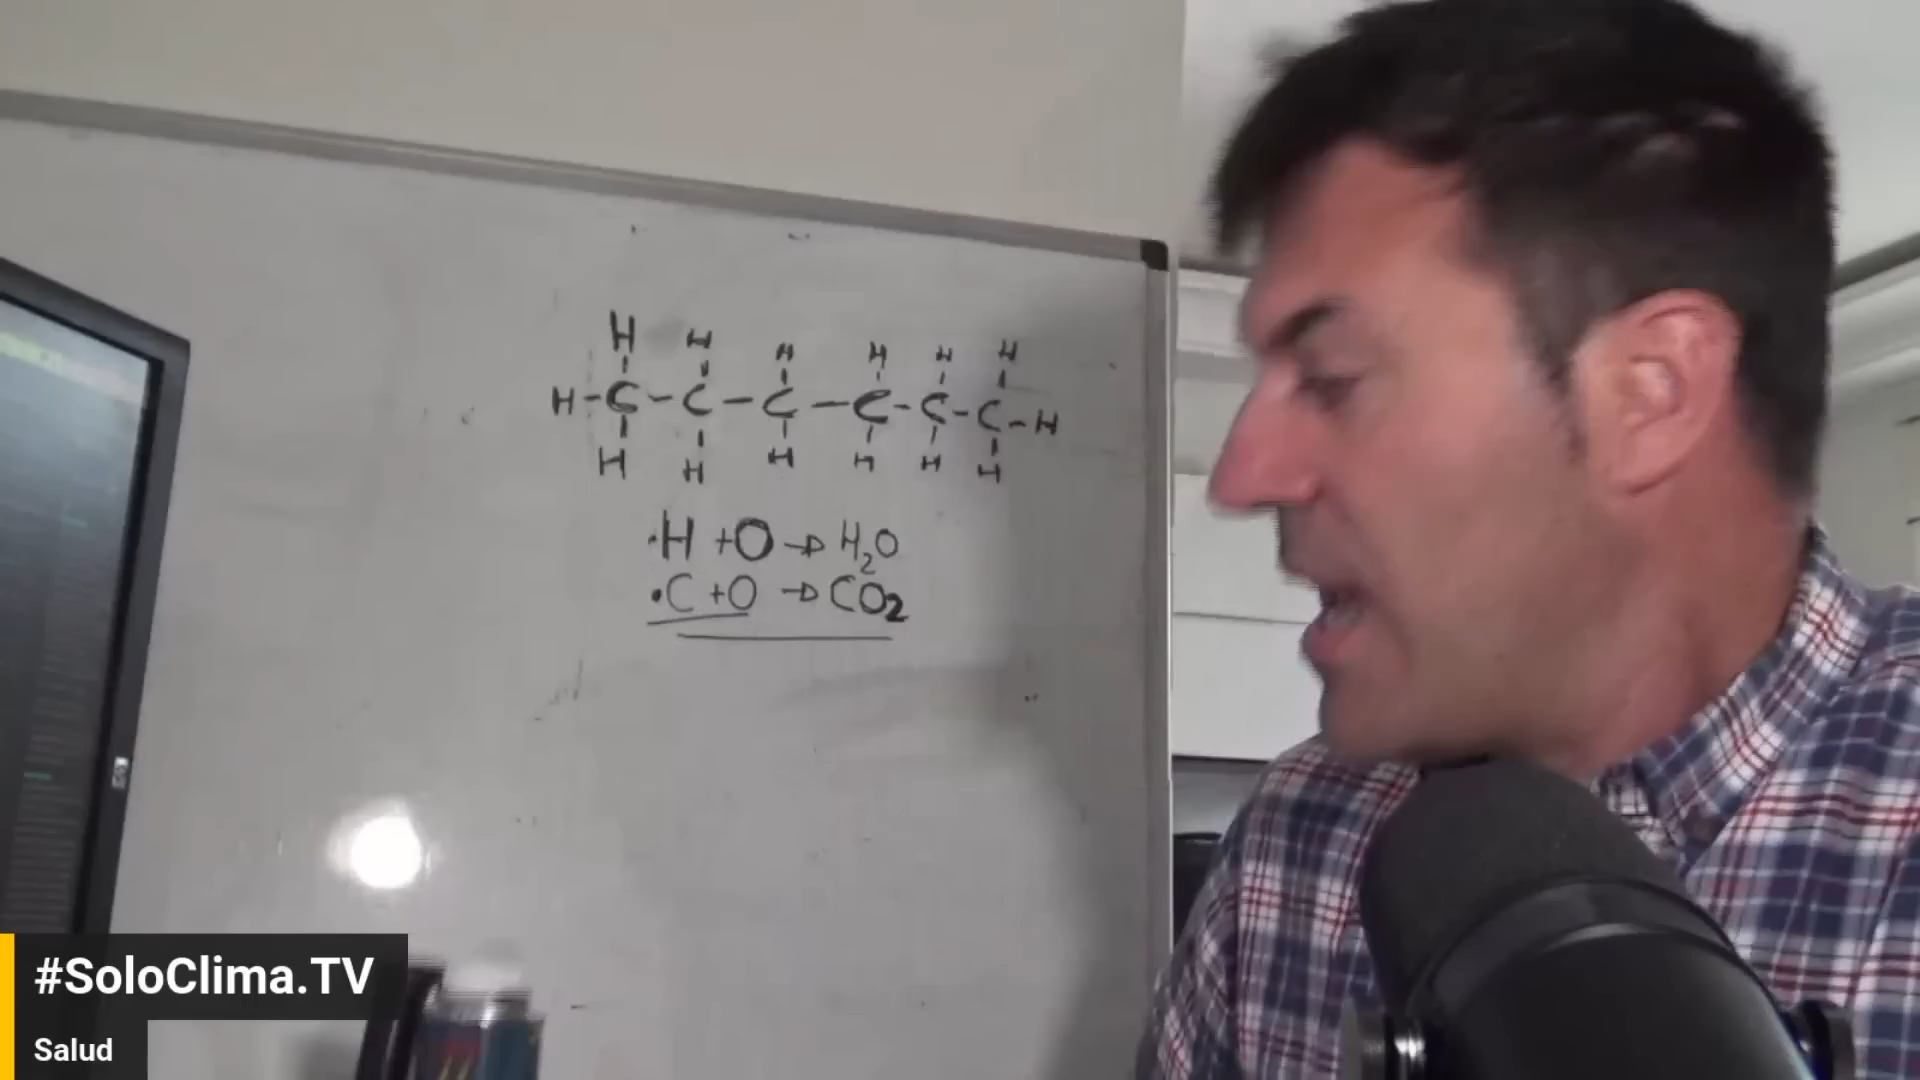 H H H H H H
H-C-C-C-C-C-C-H
H H H H H H
·H +O → H₂O
·C +O → CO₂
#SoloClima.TV
Salud